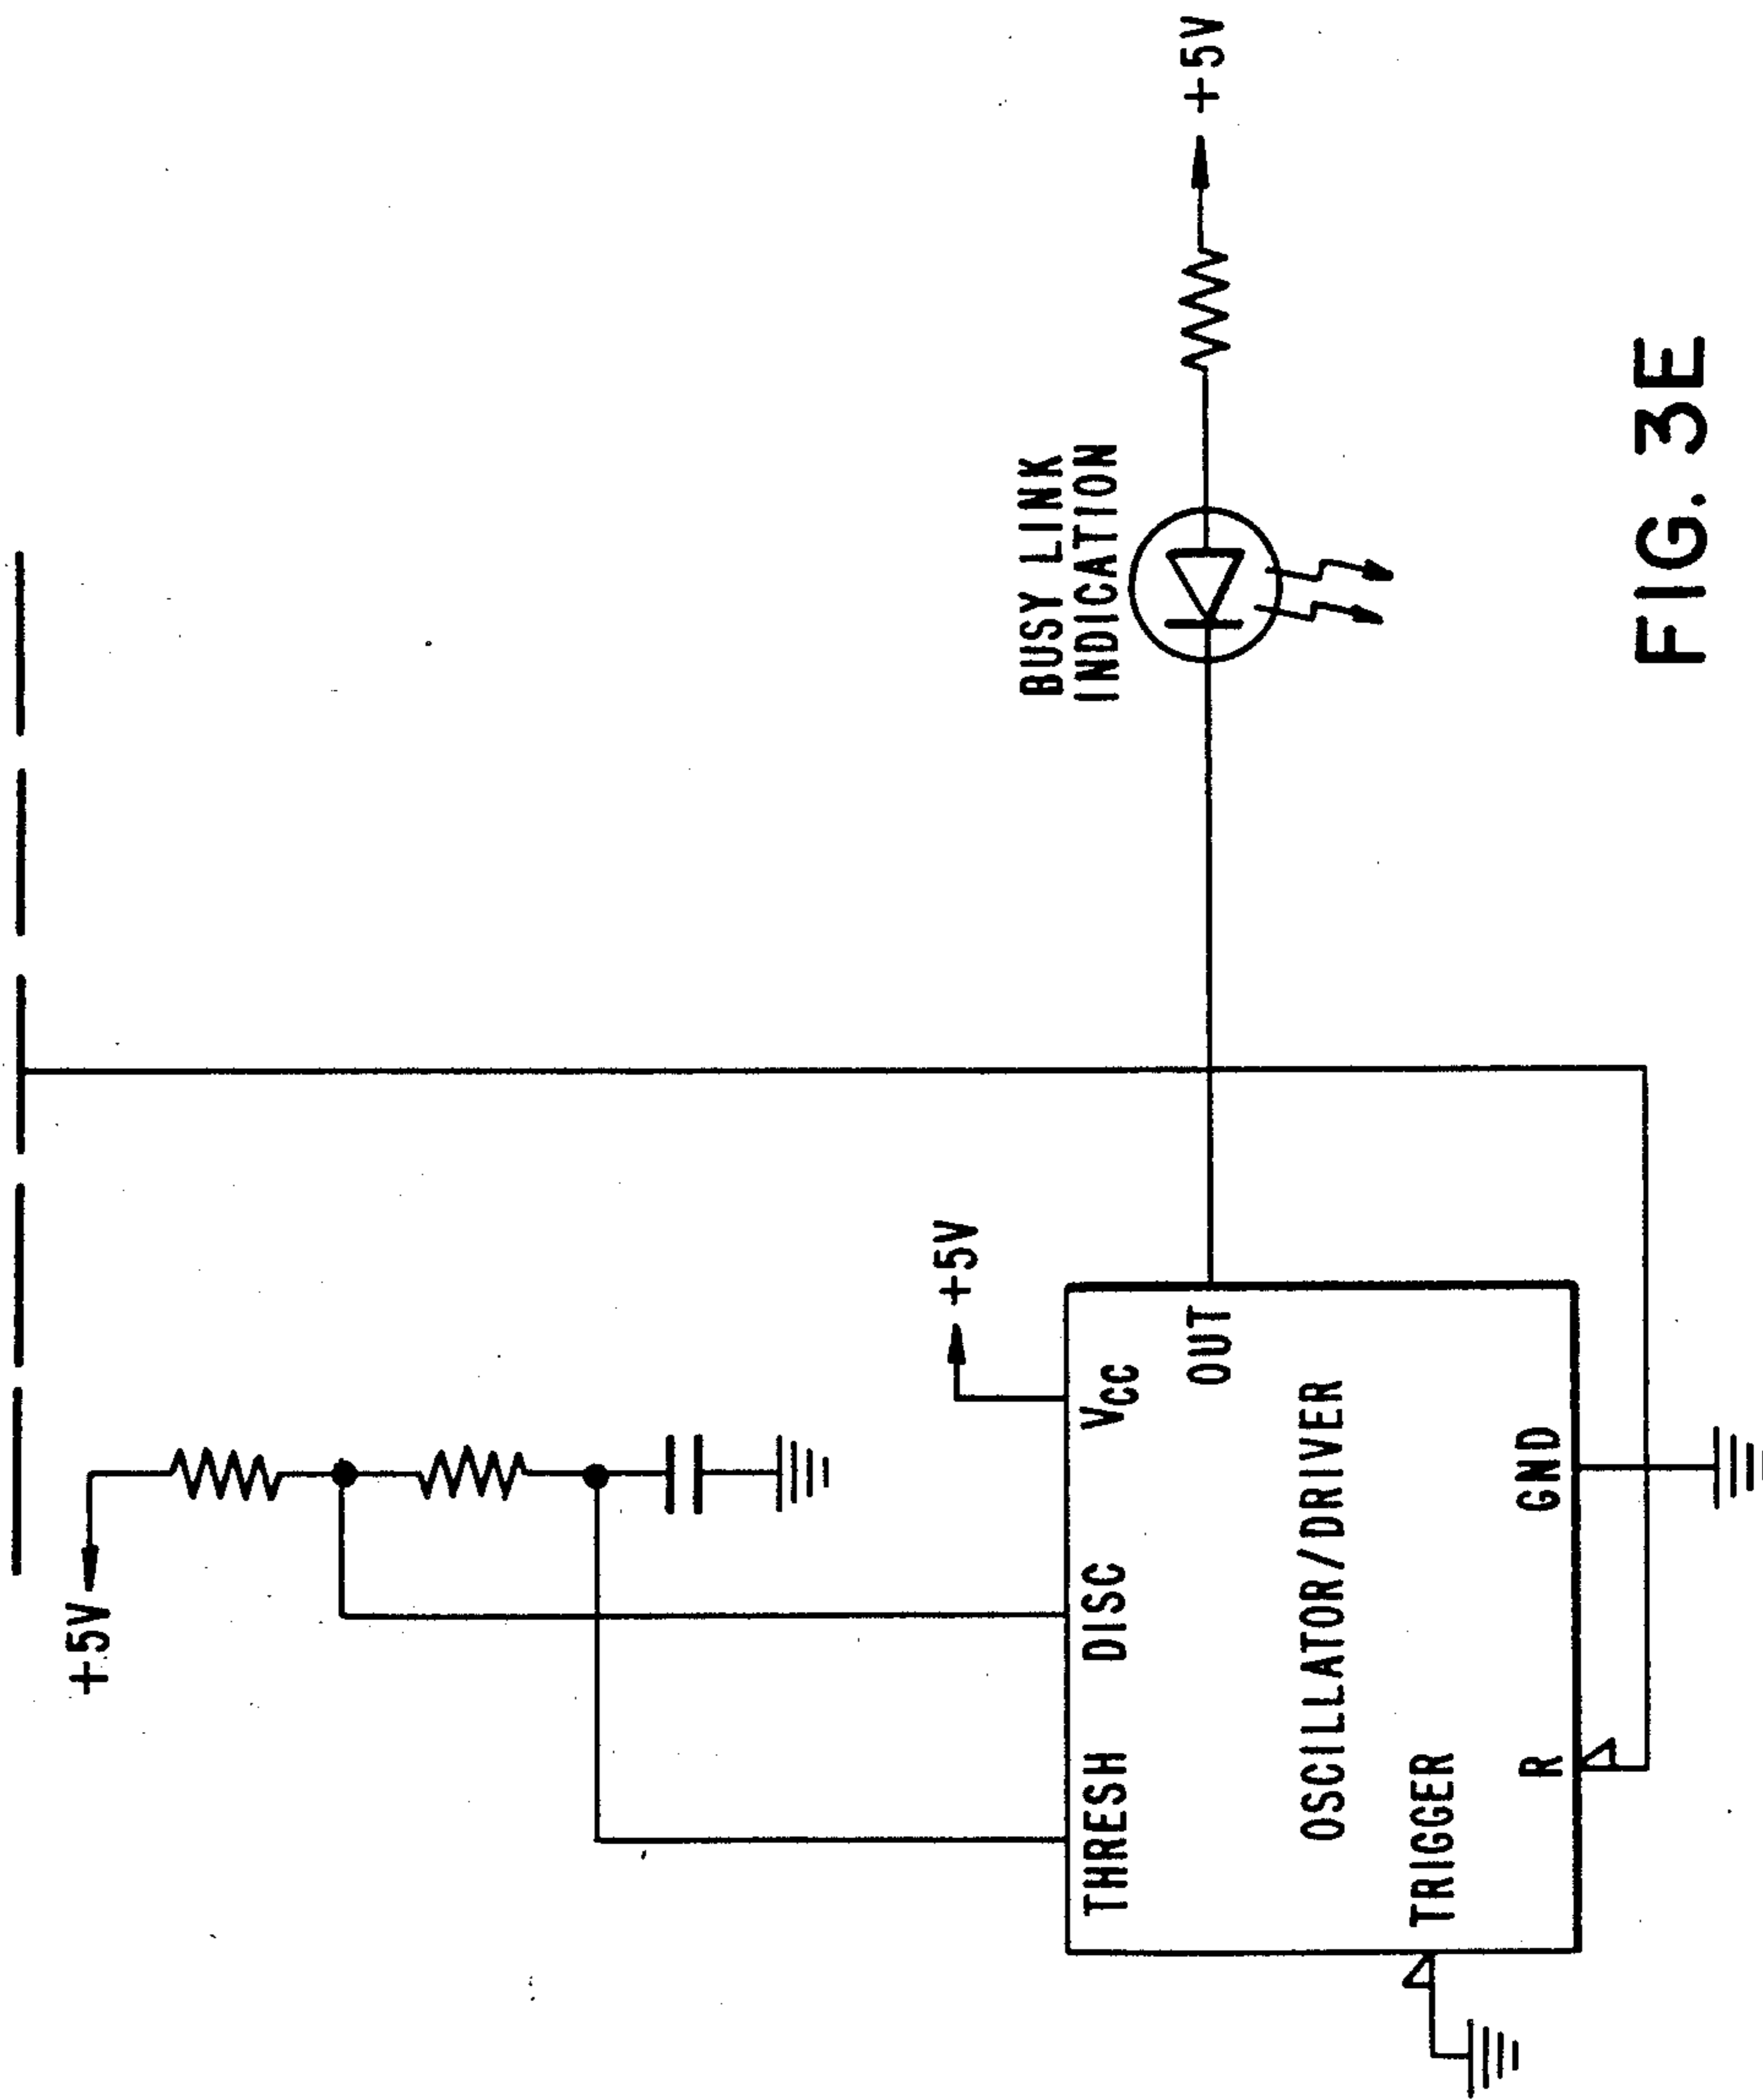 +5V
+5V
THRESH
DISC
VCC
OUT
OSCILLATOR/DRIVER
TRIGGER
R
GND
BUSY LINK
INDICATION
+5V
FIG. 3E